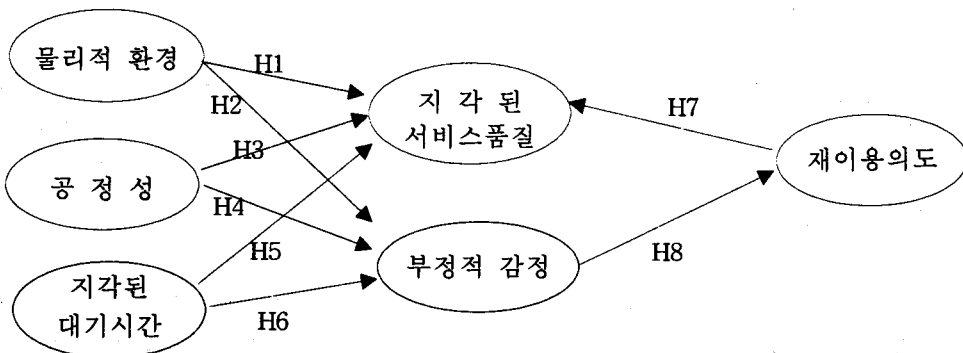 물리적 환경
H1
H2
지 각 된
서비스품질
H7
H3
재이용의도
공 정 성
H4
H5
부정적 감정
H8
지각된
대기시간
H6